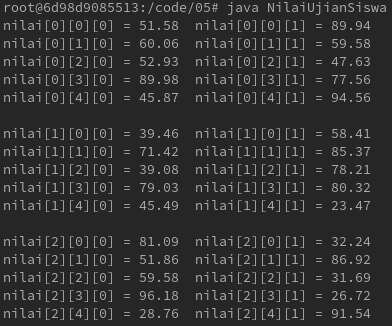 root@6d98d9085513:/code/05# java NilaiUjianSiswa
nilai[0][0][0] = 51.58  nilai[0][0][1] = 89.94
nilai[0][1][0] = 60.06  nilai[0][1][1] = 59.58
nilai[0][2][0] = 52.93  nilai[0][2][1] = 47.63
nilai[0][3][0] = 89.98  nilai[0][3][1] = 77.56
nilai[0][4][0] = 45.87  nilai[0][4][1] = 94.56
nilai[1][0][0] = 39.46  nilai[1][0][1] = 58.41
nilai[1][1][0] = 71.42  nilai[1][1][1] = 85.37
nilai[1][2][0] = 39.08  nilai[1][2][1] = 78.21
nilai[1][3][0] = 79.03  nilai[1][3][1] = 80.32
nilai[1][4][0] = 45.49  nilai[1][4][1] = 23.47
nilai[2][0][0] = 81.09  nilai[2][0][1] = 32.24
nilai[2][1][0] = 51.86  nilai[2][1][1] = 86.92
nilai[2][2][0] = 59.58  nilai[2][2][1] = 31.69
nilai[2][3][0] = 96.18  nilai[2][3][1] = 26.72
nilai[2][4][0] = 28.76  nilai[2][4][1] = 91.54